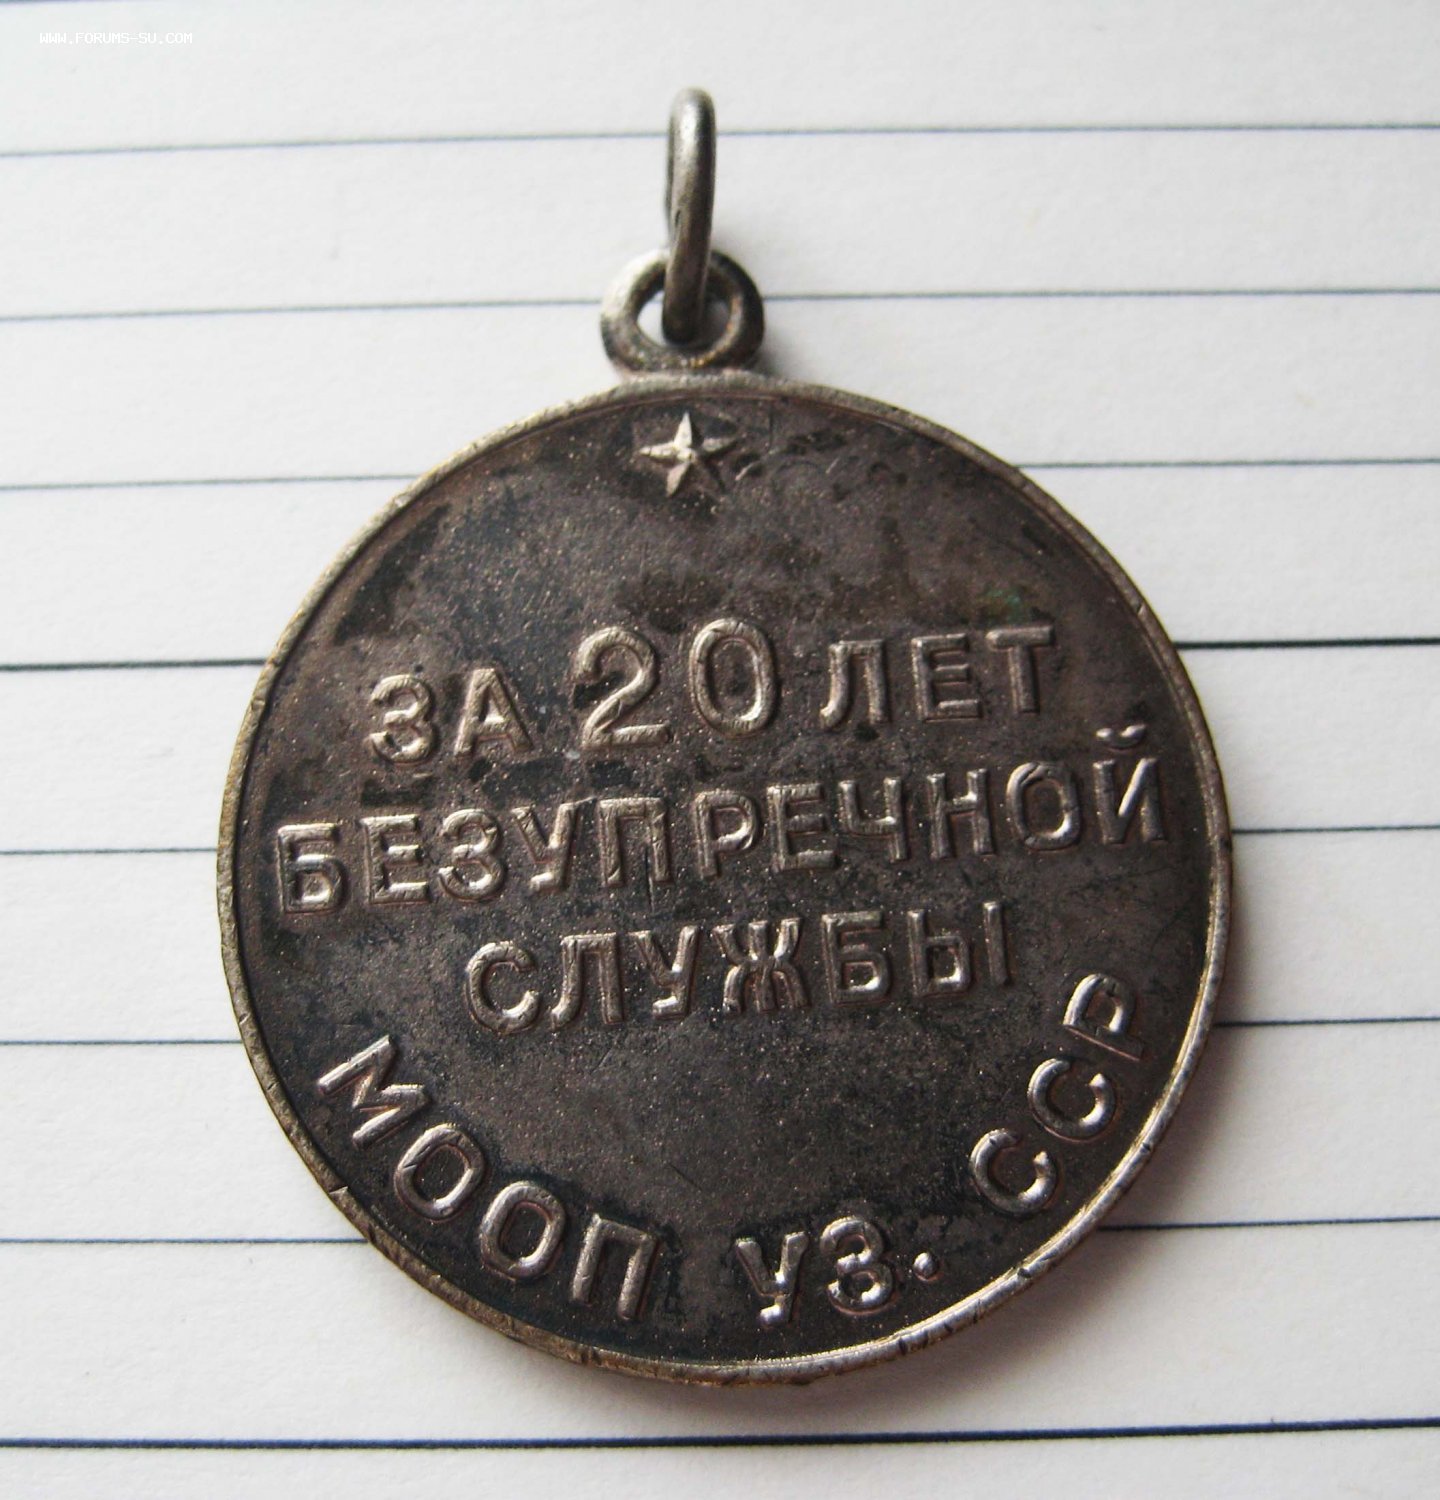 WWW.FORUMS-SU.COM
ЗА 20 ЛЕТ
БЕЗУПРЕЧНОЙ
СЛУЖБЫ
МООП УЗ. ССР